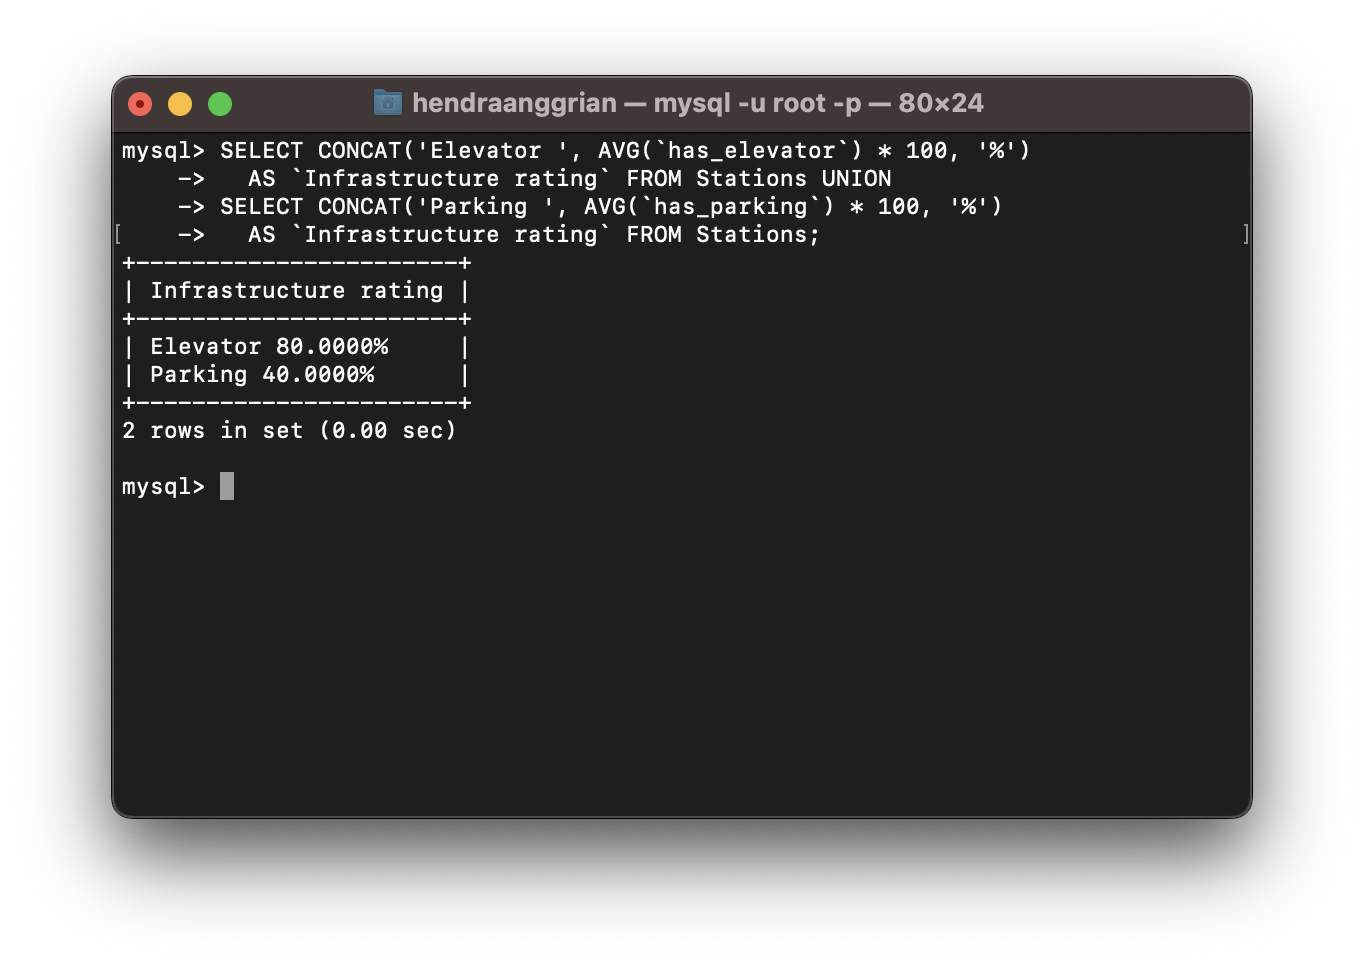 hendraanggrian — mysql -u root -p — 80×24
mysql> SELECT CONCAT('Elevator ', AVG(`has_elevator`) * 100, '%')
    ->   AS `Infrastructure rating` FROM Stations UNION
    -> SELECT CONCAT('Parking ', AVG(`has_parking`) * 100, '%')
[    ->   AS `Infrastructure rating` FROM Stations; ]
+-----------------------+
| Infrastructure rating |
+-----------------------+
| Elevator 80.0000%     |
| Parking 40.0000%      |
+-----------------------+
2 rows in set (0.00 sec)
mysql>